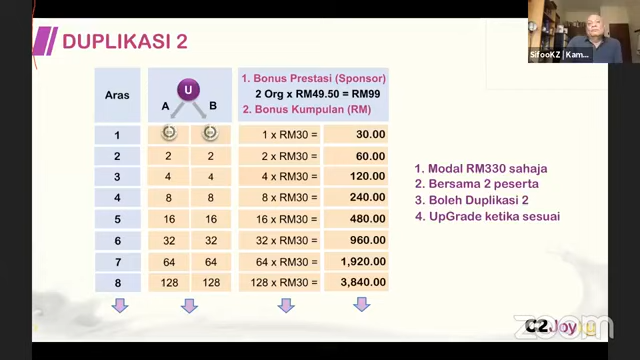 DUPLIKASI 2
SifooKZ | Kam
Aras
U
A B
1. Bonus Prestasi (Sponsor)
2 Org x RM49.50 = RM99
2. Bonus Kumpulan (RM)
1 1 x RM30 = 30.00
2 2 2 2 x RM30 = 60.00
3 4 4 4 x RM30 = 120.00
4 8 8 8 x RM30 = 240.00
5 16 16 16 x RM30 = 480.00
6 32 32 32 x RM30 = 960.00
7 64 64 64 x RM30 = 1,920.00
8 128 128 128 x RM30 = 3,840.00
1. Modal RM330 sahaja
2. Bersama 2 peserta
3. Boleh Duplikasi 2
4. UpGrade ketika sesuai
C2Joy
zoom